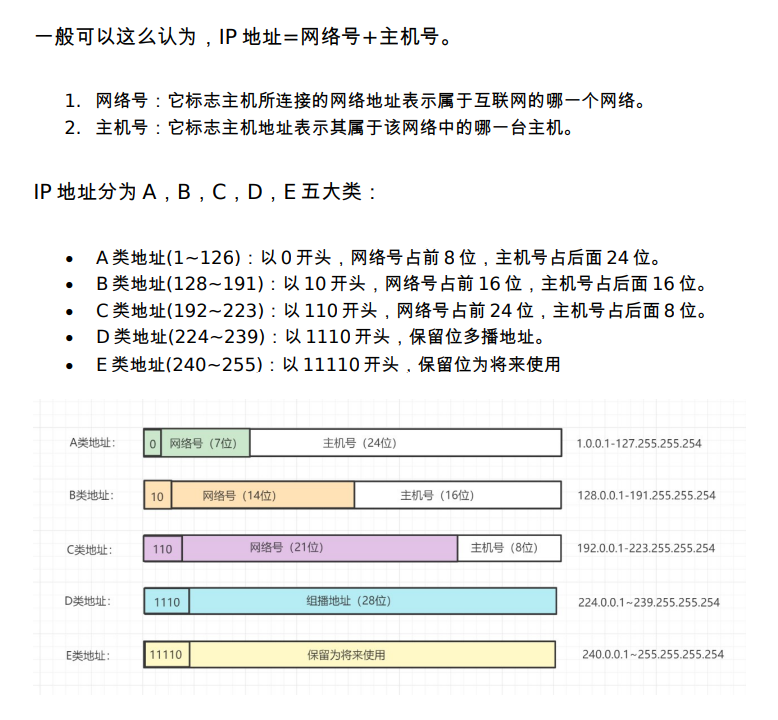 一般可以这么认为，IP 地址=网络号+主机号。
1. 网络号：它标志主机所连接的网络地址表示属于互联网的哪一个网络。
2. 主机号：它标志主机地址表示其属于该网络中的哪一台主机。
IP 地址分为 A，B，C，D，E 五大类：
• A 类地址(1~126)：以 0 开头，网络号占前 8 位，主机号占后面 24 位。
• B 类地址(128~191)：以 10 开头，网络号占前 16 位，主机号占后面 16 位。
• C 类地址(192~223)：以 110 开头，网络号占前 24 位，主机号占后面 8 位。
• D 类地址(224~239)：以 1110 开头，保留位多播地址。
• E 类地址(240~255)：以 11110 开头，保留位为将来使用
A类地址： 0 网络号（7位） 主机号（24位） 1.0.0.1-127.255.255.254
B类地址： 10 网络号（14位） 主机号（16位） 128.0.0.1-191.255.255.254
C类地址： 110 网络号（21位） 主机号（8位） 192.0.0.1-223.255.255.254
D类地址： 1110 组播地址（28位） 224.0.0.1~239.255.255.254
E类地址： 11110 保留为将来使用 240.0.0.1~255.255.255.254